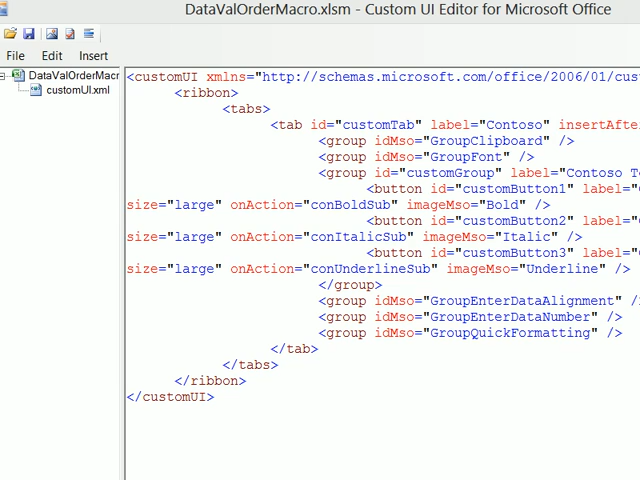 DataValOrderMacro.xlsm - Custom UI Editor for Microsoft Office
File Edit Insert
DataValOrderMacr
customUI.xml
<customUI xmlns="http://schemas.microsoft.com/office/2006/01/cus
<ribbon>
<tabs>
<tab id="customTab" label="Contoso" insertAfte
<group idMso="GroupClipboard" />
<group idMso="GroupFont" />
<group id="customGroup" label="Contoso T
<button id="customButton1" label="
size="large" onAction="conBoldSub" imageMso="Bold" />
<button id="customButton2" label="
size="large" onAction="conItalicSub" imageMso="Italic" />
<button id="customButton3" label="
size="large" onAction="conUnderlineSub" imageMso="Underline" />
</group>
<group idMso="GroupEnterDataAlignment" /
<group idMso="GroupEnterDataNumber" />
<group idMso="GroupQuickFormatting" />
</tab>
</tabs>
</ribbon>
</customUI>